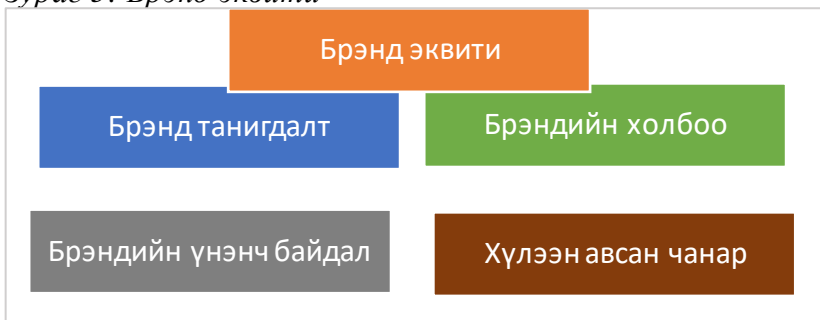 Брэнд эквити
Брэнд танигдалт
Брэндийн холбоо
Брэндийн үнэнч байдал
Хүлээн авсан чанар